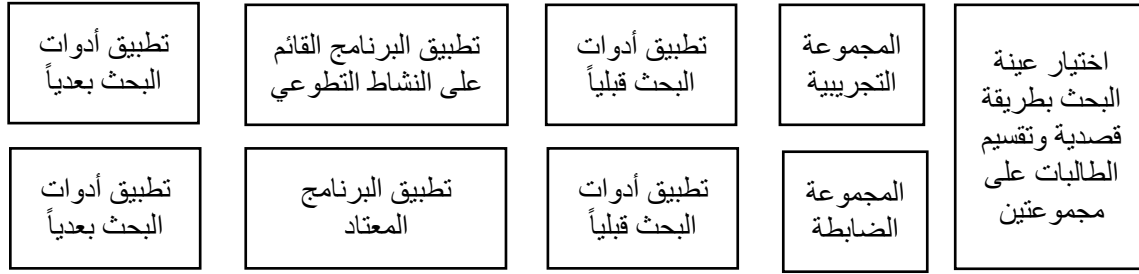 اختيار عينة
البحث بطريقة
قصدية وتقسيم
الطالبات على
مجموعتين
المجموعة
التجريبية
تطبيق أدوات
البحث قبلياً
تطبيق البرنامج القائم
على النشاط التطوعي
تطبيق أدوات
البحث بعدياً
المجموعة
الضابطة
تطبيق أدوات
البحث قبلياً
تطبيق البرنامج
المعتاد
تطبيق أدوات
البحث بعدياً